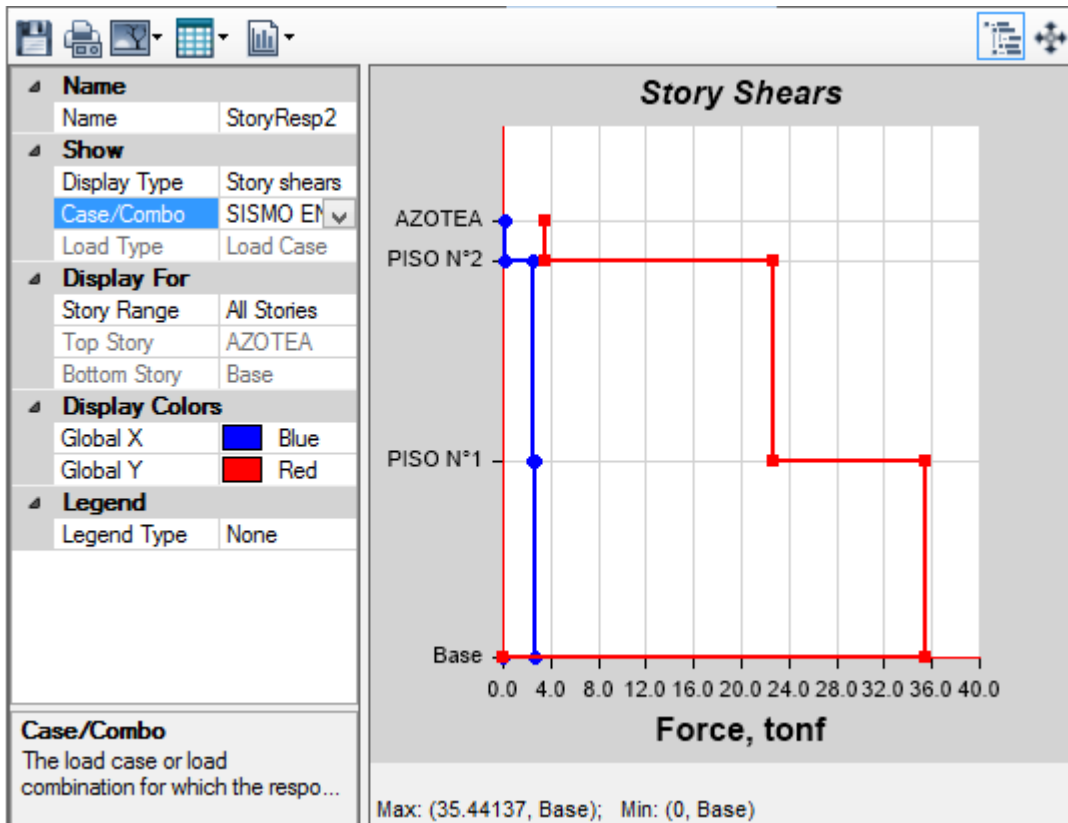 Name
Name StoryResp2
Show
Display Type Story shears
Case/Combo SISMO EN
Load Type Load Case
Display For
Story Range All Stories
Top Story AZOTEA
Bottom Story Base
Display Colors
Global X Blue
Global Y Red
Legend
Legend Type None
Case/Combo
The load case or load
combination for which the respo...
Story Shears
AZOTEA
PISO N°2
PISO N°1
Base
0.0 4.0 8.0 12.0 16.0 20.0 24.0 28.0 32.0 36.0 40.0
Force, tonf
Max: (35.44137, Base); Min: (0, Base)